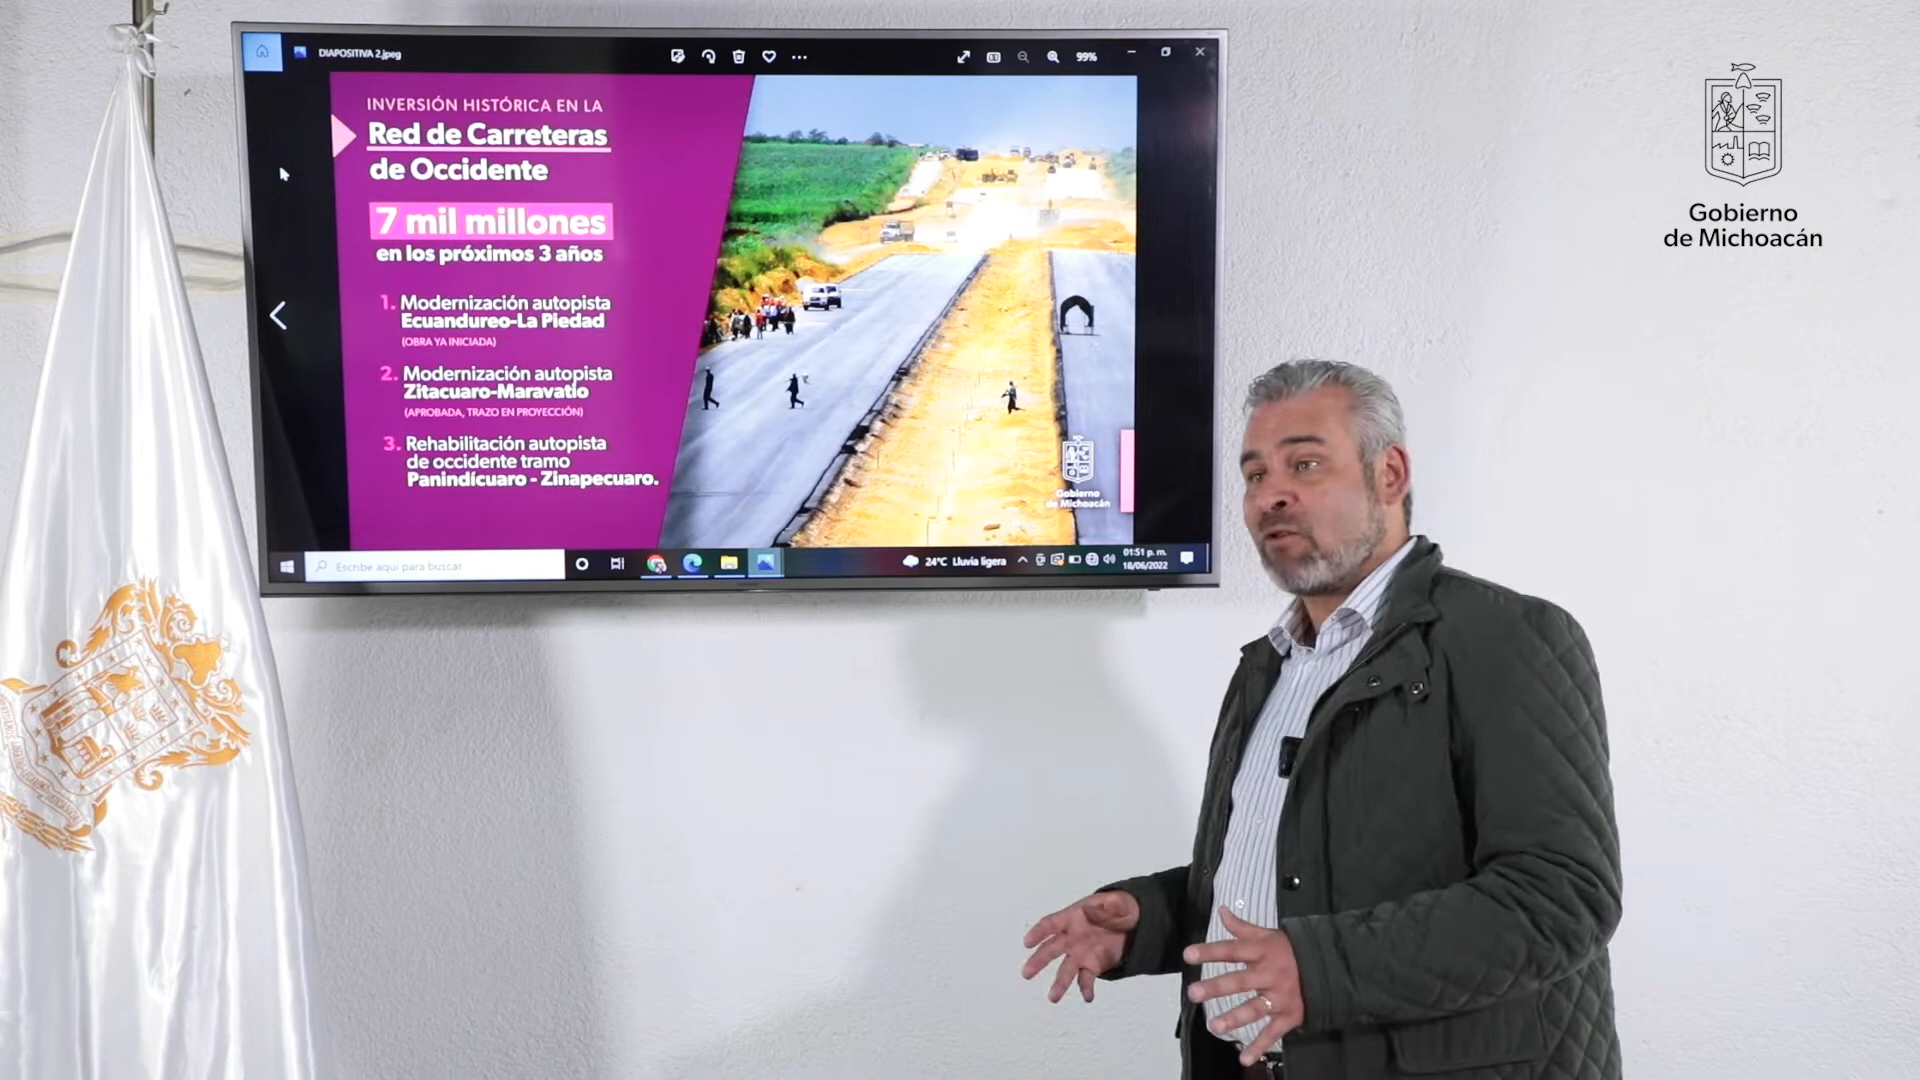 DIAPOSITIVA 2.jpeg
99%
INVERSIÓN HISTÓRICA EN LA
Red de Carreteras
de Occidente
7 mil millones
en los próximos 3 años
1. Modernización autopista
Ecuandureo-La Piedad
(OBRA YA INICIADA)
2. Modernización autopista
Zitacuaro-Maravatio
(APROBADA, TRAZO EN PROYECCIÓN)
3. Rehabilitación autopista
de occidente tramo
Panindícuaro - Zinapecuaro.
Gobierno
de Michoacán
Escribe aquí para buscar
24°C Lluvia ligera
01:51 p. m.
18/06/2022
Gobierno
de Michoacán